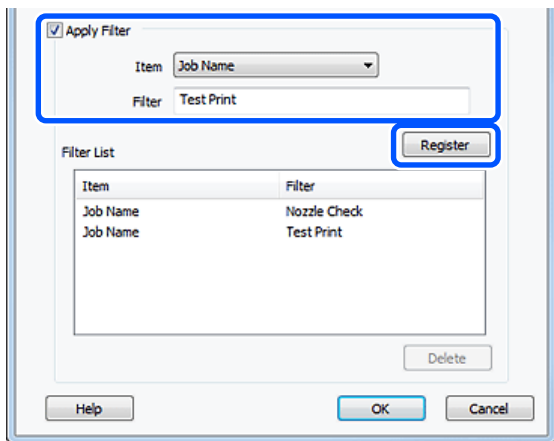 Apply Filter
Item Job Name
Filter Test Print
Register
Filter List
Item Filter
Job Name Nozzle Check
Job Name Test Print
Delete
Help OK Cancel